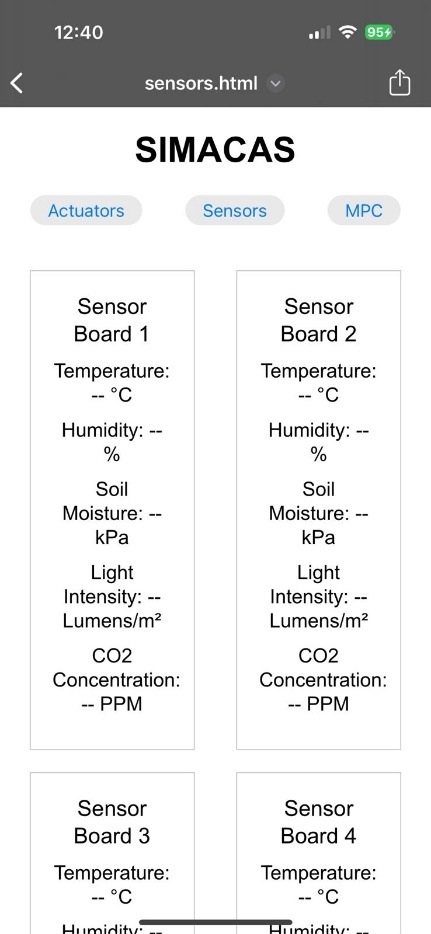 12:40
95
sensors.html
SIMACAS
Actuators
Sensors
MPC
Sensor
Board 1
Temperature:
-- °C
Humidity: --
%
Soil
Moisture: --
kPa
Light
Intensity: --
Lumens/m²
CO2
Concentration:
-- PPM
Sensor
Board 2
Temperature:
-- °C
Humidity: --
%
Soil
Moisture: --
kPa
Light
Intensity: --
Lumens/m²
CO2
Concentration:
-- PPM
Sensor
Board 3
Temperature:
-- °C
Humidity: --
Sensor
Board 4
Temperature:
-- °C
Humidity: --